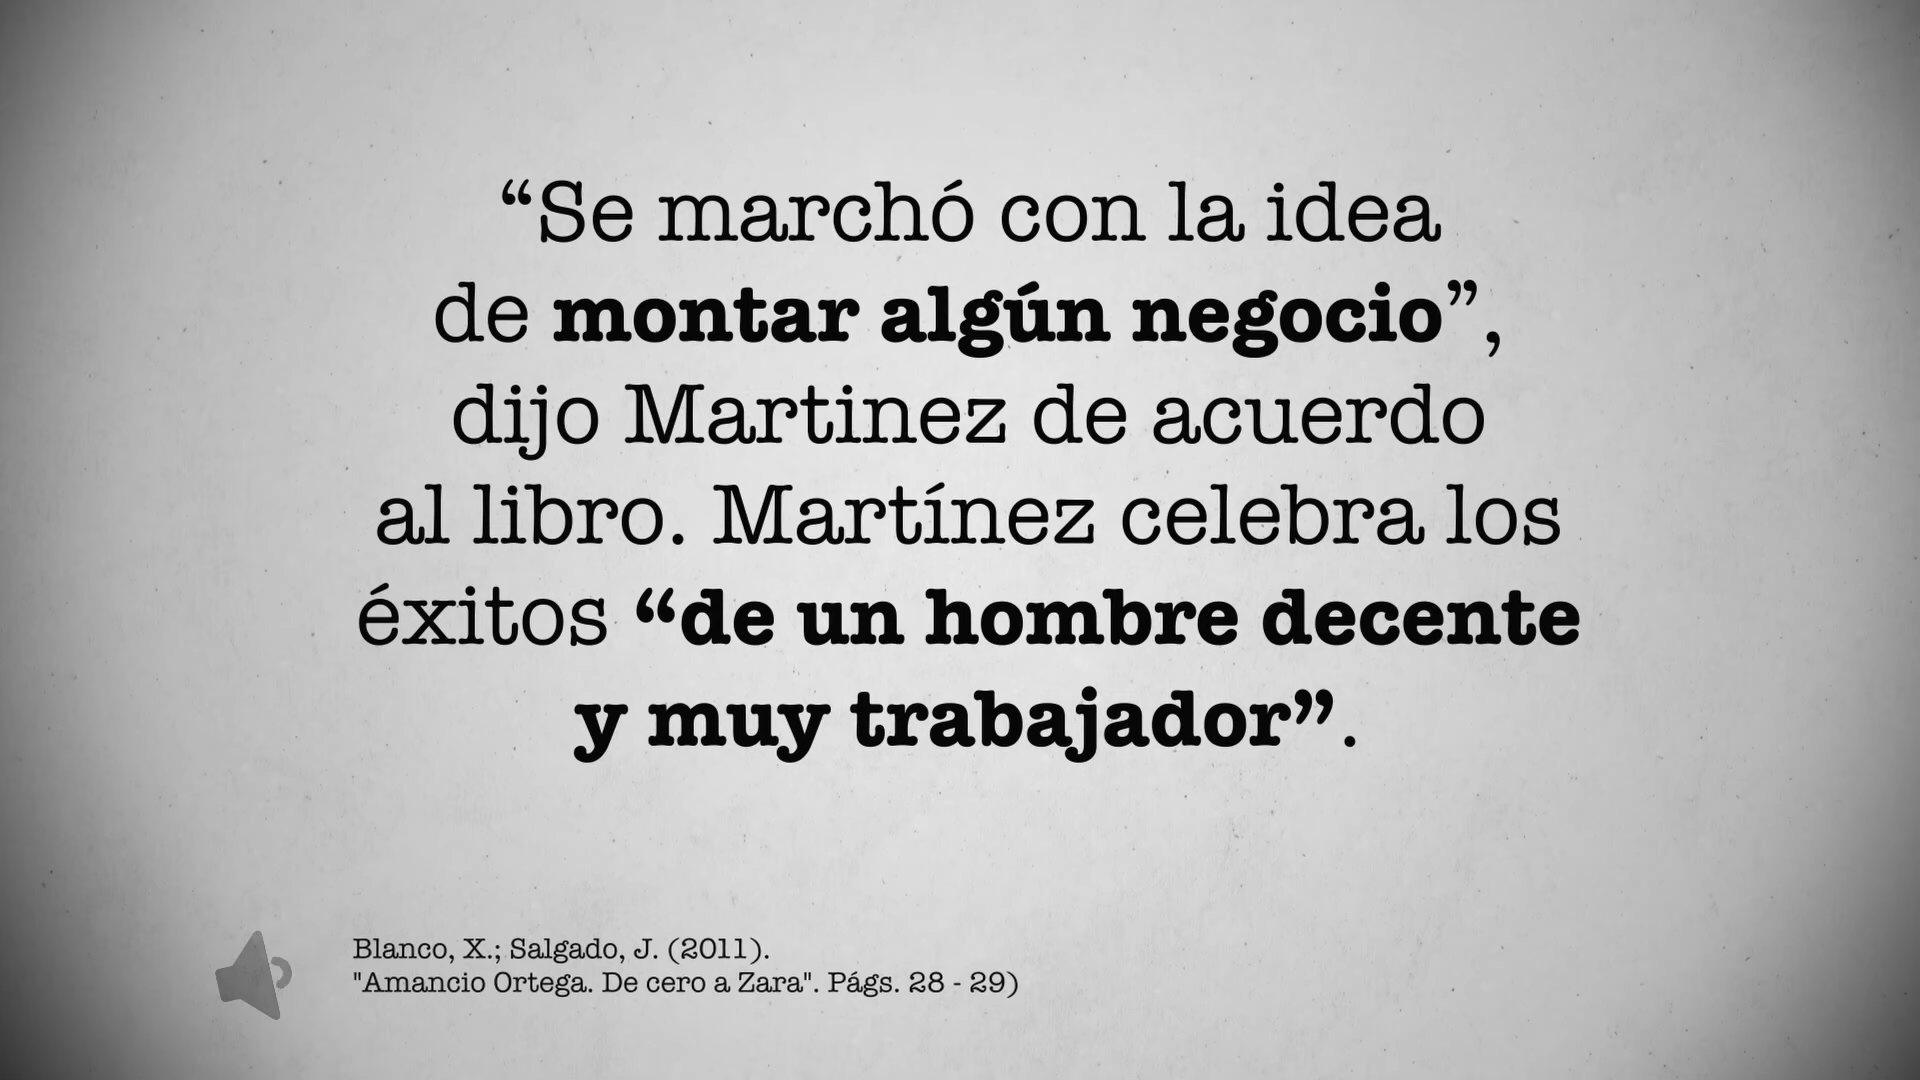 “Se marchó con la idea
de montar algún negocio”,
dijo Martinez de acuerdo
al libro. Martínez celebra los
éxitos “de un hombre decente
y muy trabajador”.
Blanco, X.; Salgado, J. (2011).
"Amancio Ortega. De cero a Zara". Págs. 28 - 29)